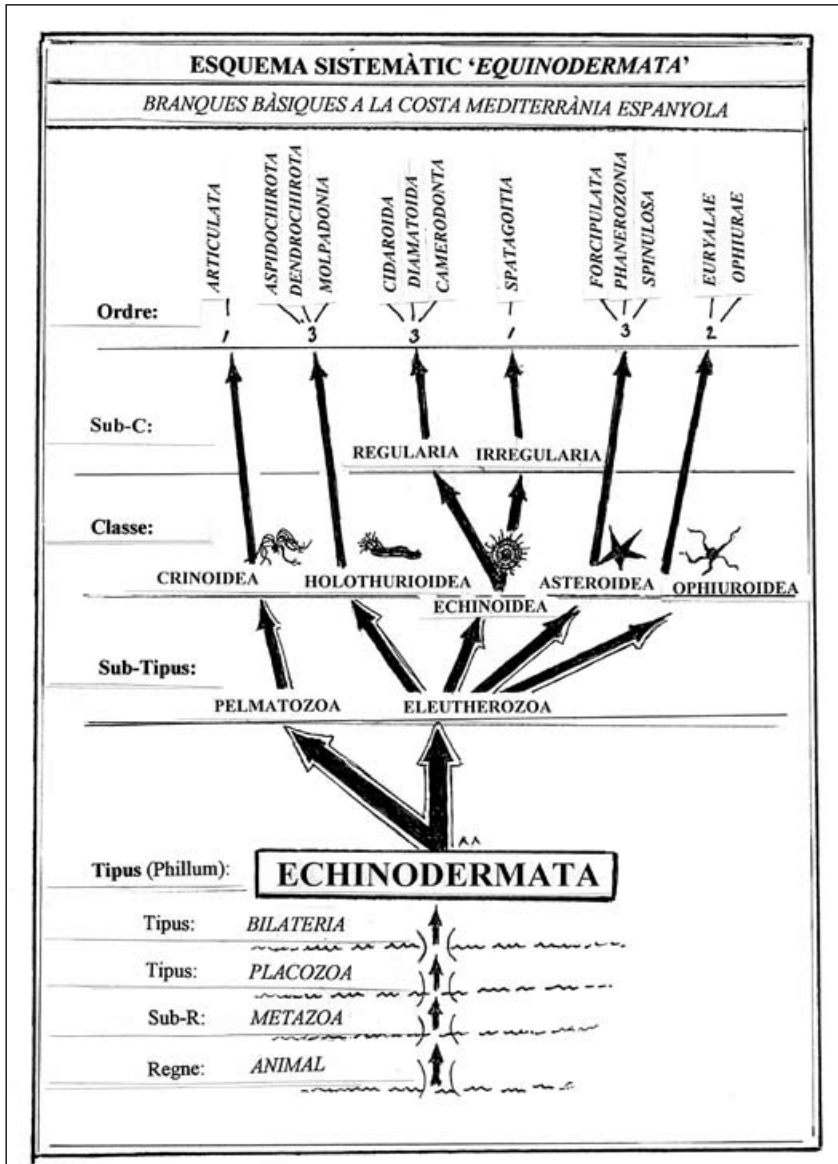 ESQUEMA SISTEMÀTIC ‘EQUINODERMATA’
BRANQUES BÀSIQUES A LA COSTA MEDITERRÀNIA ESPANYOLA
ARTICULATA
ASPIDOCHIROTA
DENDROCHIROTA
MOLPADONIA
CIDAROIDA
DIAMATOIDA
CAMERODONTA
SPATAGOITIA
FORCIPULATA
PHANEROZONIA
SPINULOSA
EURYALAE
OPHIURAE
Ordre:
1 3 3 1 3 2
Sub-C:
REGULARIA IRREGULARIA
Classe:
CRINOIDEA HOLOTHURIOIDEA ECHINOIDEA ASTEROIDEA OPHIUROIDEA
Sub-Tipus:
PELMATOZOA ELEUTHEROZOA
Tipus (Phillum): ECHINODERMATA
Tipus: BILATERIA
Tipus: PLACOZOA
Sub-R: METAZOA
Regne: ANIMAL